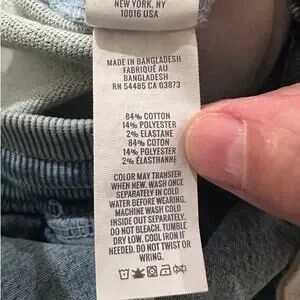 NEW YORK, NY
10016 USA
MADE IN BANGLADESH
FABRIQUÉ AU
BANGLADESH
RN 54485 CA 03873
84% COTTON
14% POLYESTER
2% ELASTANE
84% COTON
14% POLYESTER
2% ÉLASTHANNE
COLOR MAY TRANSFER
WHEN NEW. WASH ONCE
SEPARATELY IN COLD
WATER BEFORE WEARING.
MACHINE WASH COLD
INSIDE OUT SEPARATELY.
DO NOT BLEACH. TUMBLE
DRY LOW. COOL IRON IF
NEEDED. DO NOT TWIST OR
WRING.